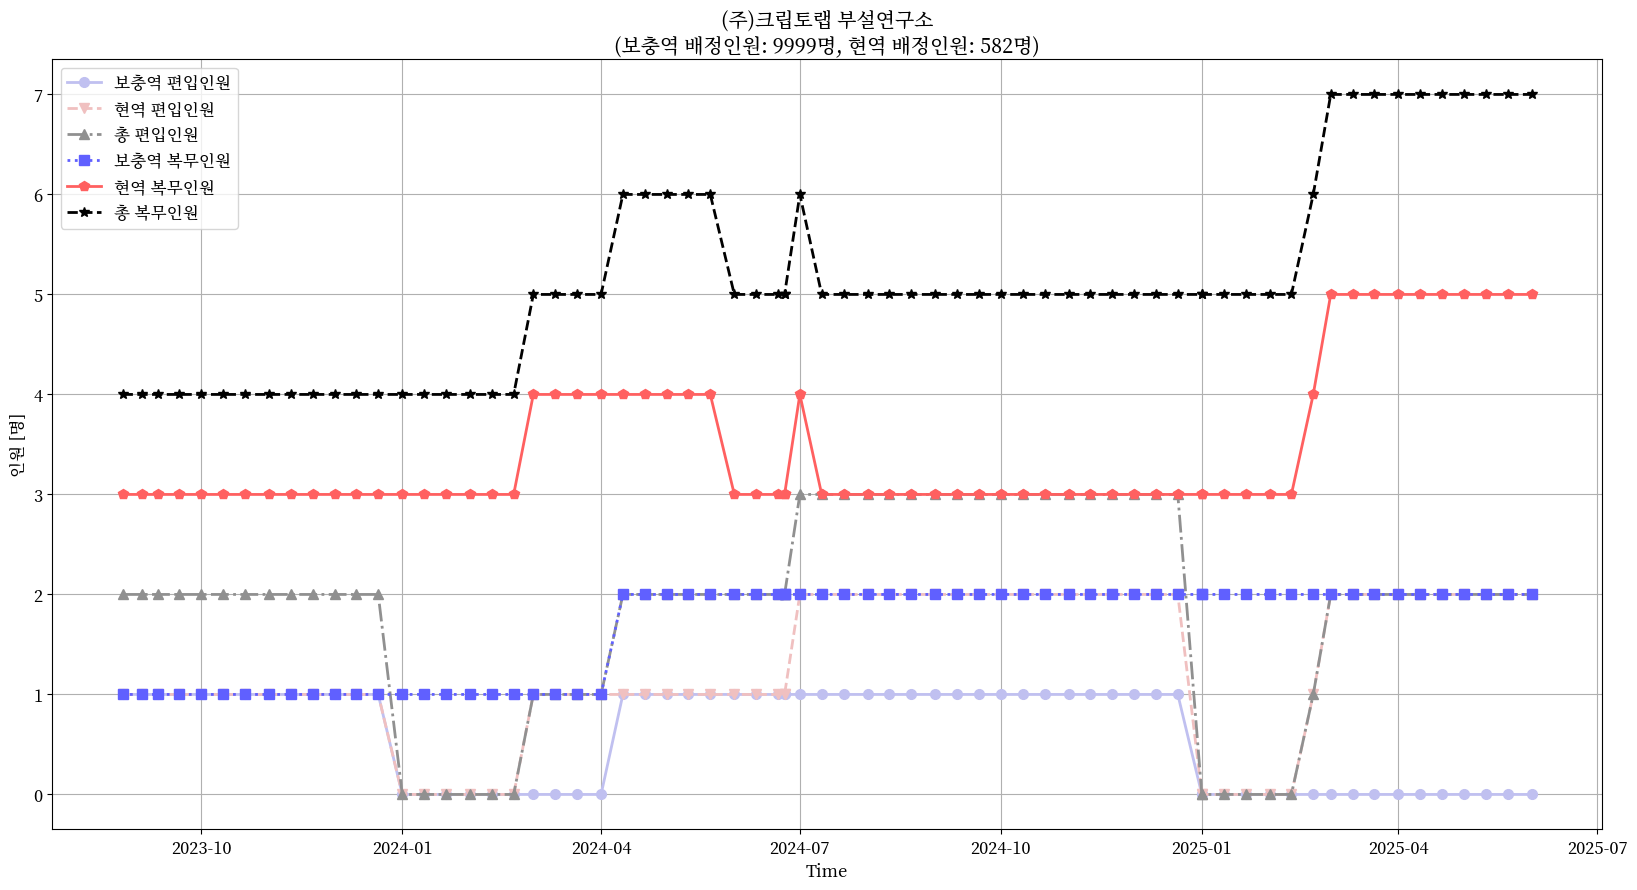 (주)크립토랩 부설연구소
(보충역 배정인원: 9999명, 현역 배정인원: 582명)
보충역 편입인원
현역 편입인원
총 편입인원
보충역 복무인원
현역 복무인원
총 복무인원
인원 [명]
7
6
5
4
3
2
1
0
2023-10
2024-01
2024-04
2024-07
2024-10
2025-01
2025-04
2025-07
Time